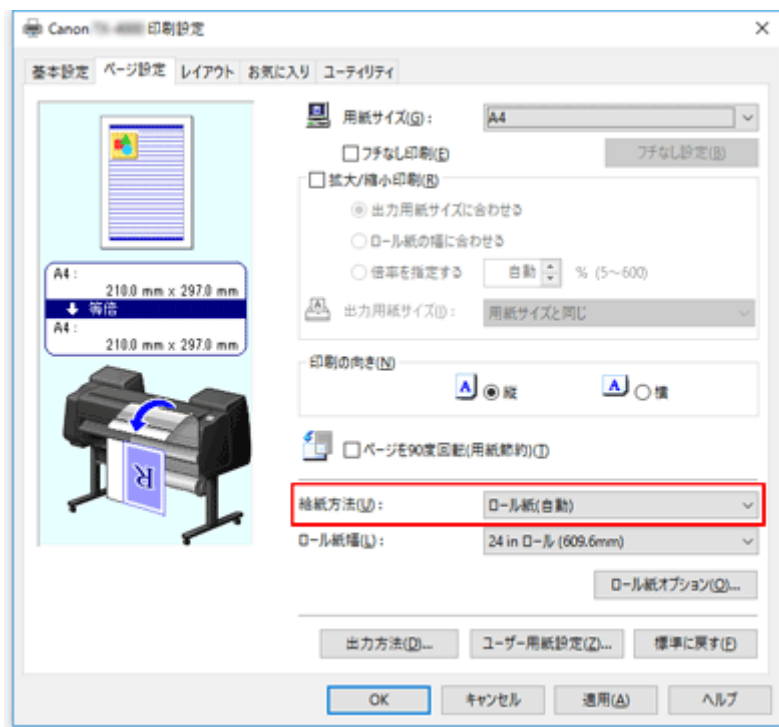 Canon 印刷設定
基本設定 ページ設定 レイアウト お気に入り ユーティリティ
用紙サイズ(G): A4
フチなし印刷(E) フチなし設定(B)
拡大/縮小印刷(R)
出力用紙サイズに合わせる
ロール紙の幅に合わせる
倍率を指定する 自動 % (5～600)
出力用紙サイズ(I): 用紙サイズと同じ
A4:
210.0 mm x 297.0 mm
等倍
A4:
210.0 mm x 297.0 mm
印刷の向き(N)
A 縦 A 横
ページを90度回転(用紙節約)(T)
R
給紙方法(U): ロール紙(自動)
ロール紙幅(L): 24 in ロール (609.6mm)
ロール紙オプション(O)...
出力方法(D)... ユーザー用紙設定(Z)... 標準に戻す(F)
OK キャンセル 適用(A) ヘルプ